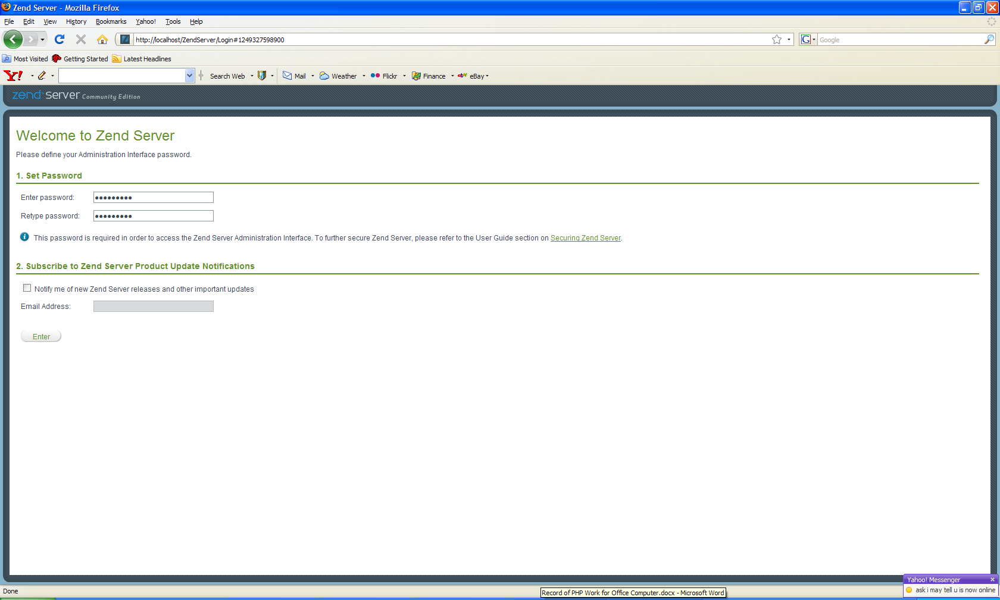 Zend Server - Mozilla Firefox
File Edit View History Bookmarks Yahoo! Tools Help
http://localhost/ZendServer/Login#1249327598900
G Google
Most Visited Getting Started Latest Headlines
Y! Search Web Mail Weather Flickr Finance eBay
zend server Community Edition
Welcome to Zend Server
Please define your Administration Interface password.
1. Set Password
Enter password: •••••••••
Retype password: •••••••••
i This password is required in order to access the Zend Server Administration Interface. To further secure Zend Server, please refer to the User Guide section on Securing Zend Server.
2. Subscribe to Zend Server Product Update Notifications
Notify me of new Zend Server releases and other important updates
Email Address:
Enter
Yahoo! Messenger
ask i may tell u is now online
Done
Record of PHP Work for Office Computer.docx - Microsoft Word